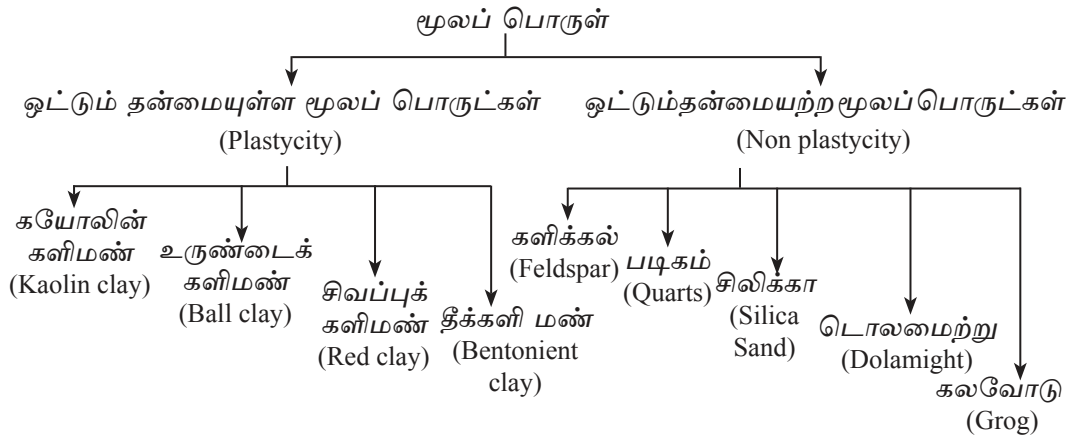 மூலப் பொருள்
ஒட்டும் தன்மையுள்ள மூலப் பொருட்கள்
(Plastycity)
ஒட்டும்தன்மையற்ற மூலப்பொருட்கள்
(Non plastycity)
கயோலின்
களிமண்
(Kaolin clay)
உருண்டைக்
களிமண்
(Ball clay)
சிவப்புக்
களிமண்
(Red clay)
தீக்களி மண்
(Bentonient
clay)
களிக்கல்
(Feldspar)
படிகம்
(Quarts)
சிலிக்கா
(Silica
Sand)
டொலமைற்று
(Dolamight)
கலவோடு
(Grog)